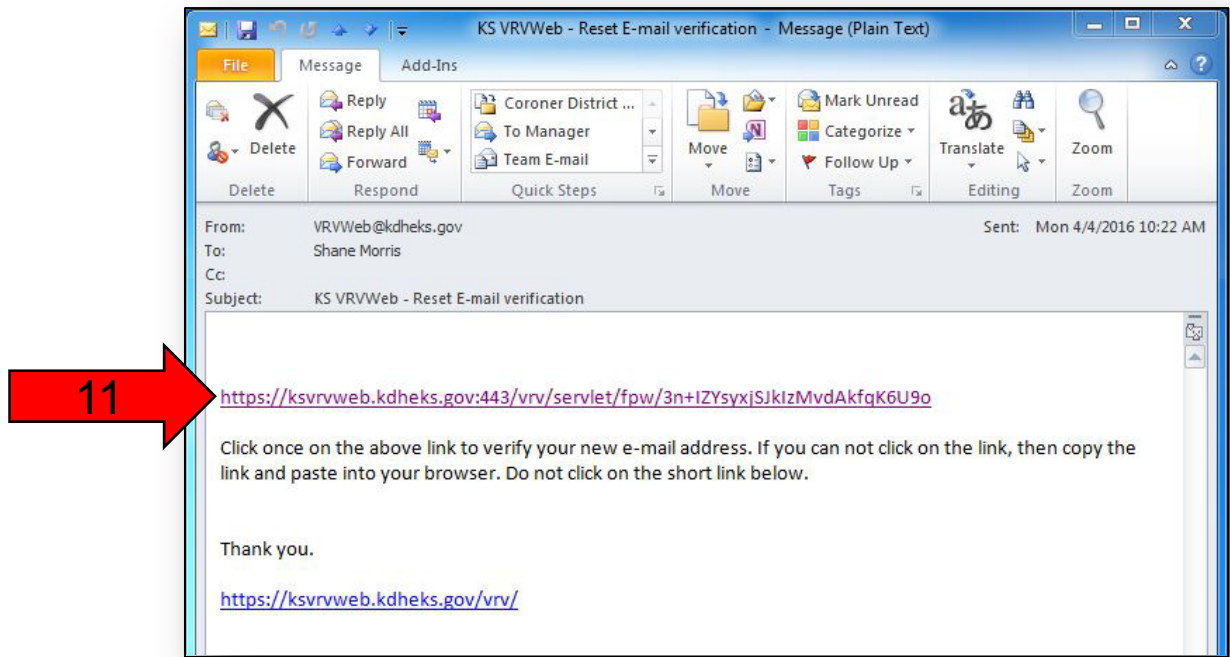 KS VRVWeb - Reset E-mail verification - Message (Plain Text)
File Message Add-Ins
Delete
Reply
Reply All
Forward
Coroner District ...
To Manager
Team E-mail
Move
Mark Unread
Categorize
Follow Up
Translate
Zoom
Delete Respond Quick Steps Move Tags Editing Zoom
From: VRVWeb@kdheks.gov Sent: Mon 4/4/2016 10:22 AM
To: Shane Morris
Cc:
Subject: KS VRVWeb - Reset E-mail verification
11
https://ksvrvweb.kdheks.gov:443/vrv/servlet/fpw/3n+IZYsyxjSJkIzMvdAkfqK6U9o
Click once on the above link to verify your new e-mail address. If you can not click on the link, then copy the
link and paste into your browser. Do not click on the short link below.
Thank you.
https://ksvrvweb.kdheks.gov/vrv/